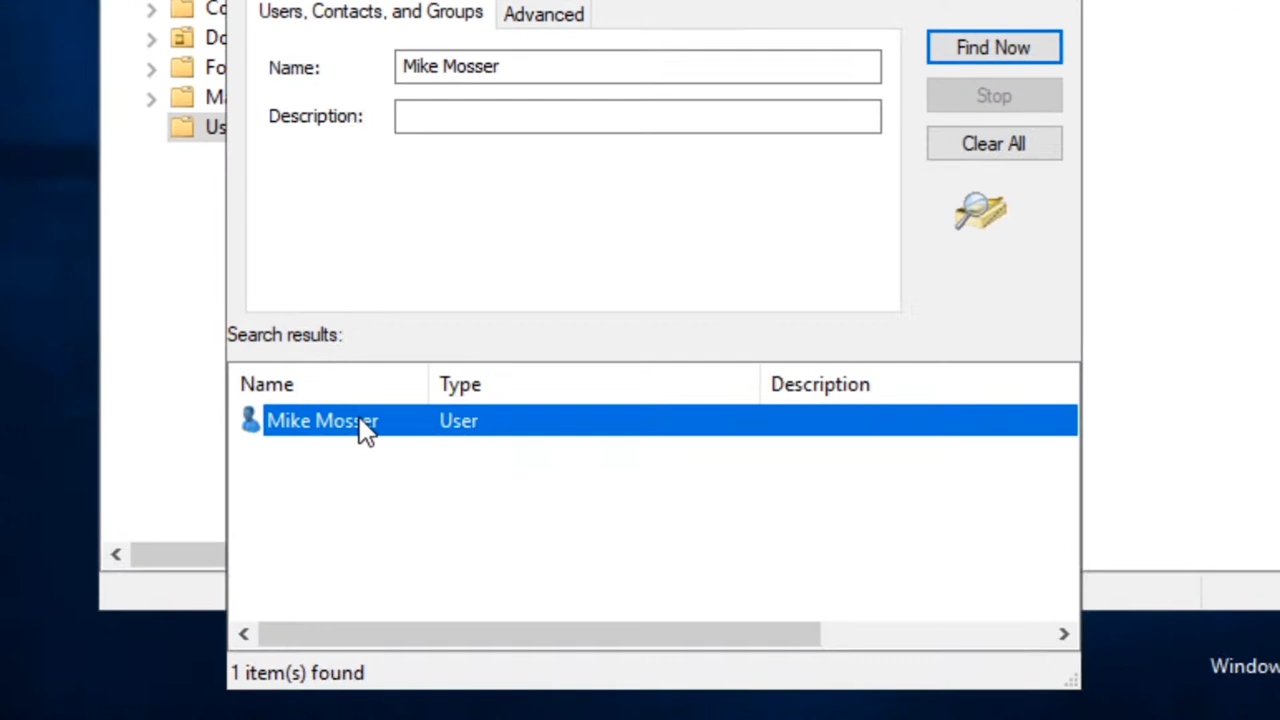 Users, Contacts, and Groups
Advanced
Name:
Mike Mosser
Find Now
Description:
Stop
Clear All
Search results:
Name Type Description
Mike Mosser User
1 item(s) found